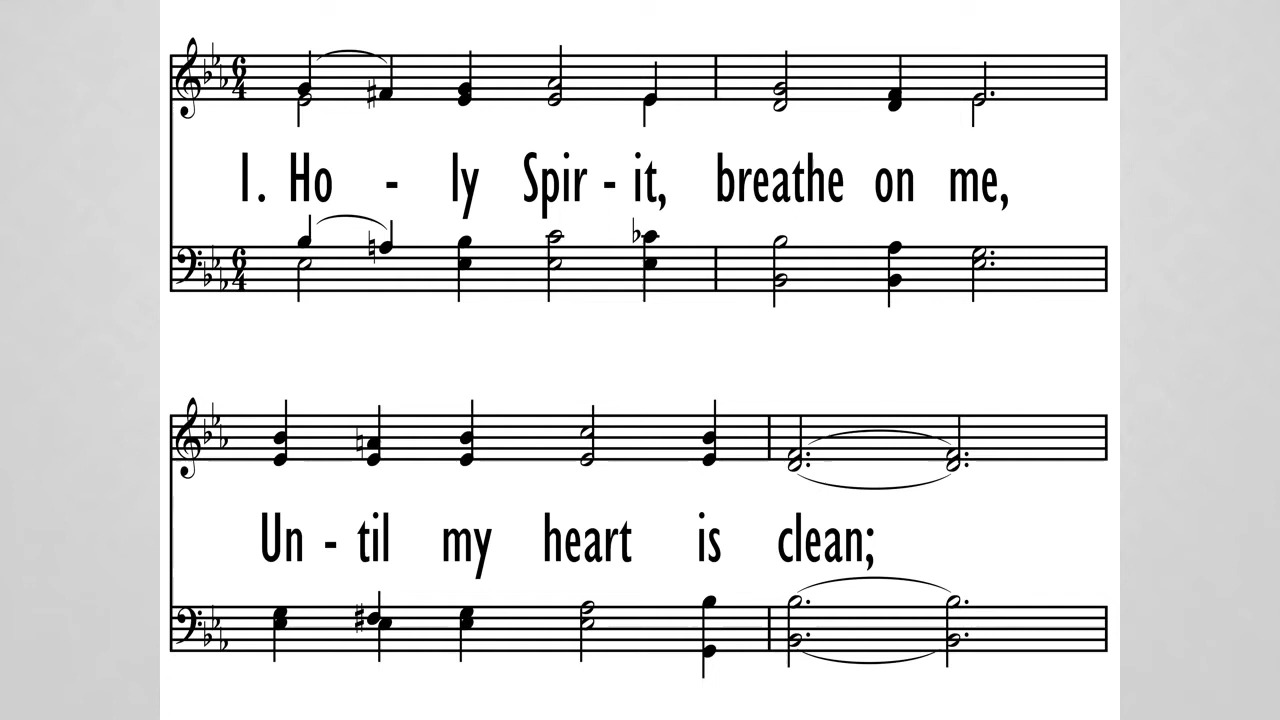 1. Ho - ly Spir - it, breathe on me,
Un - til my heart is clean;